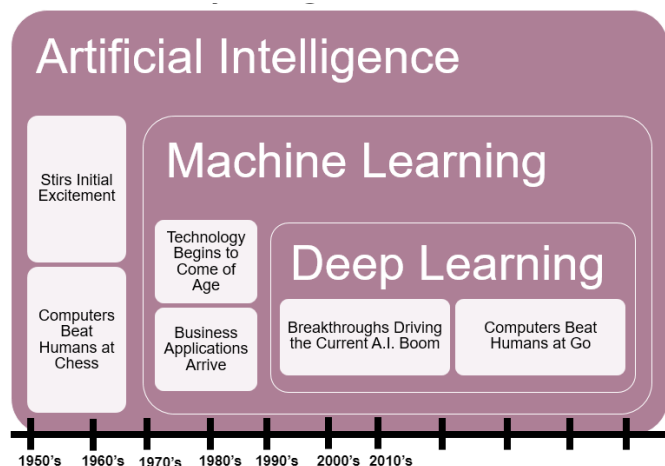 Artificial Intelligence
Stirs Initial
Excitement
Computers
Beat
Humans at
Chess
Machine Learning
Technology
Begins to
Come of
Age
Business
Applications
Arrive
Deep Learning
Breakthroughs Driving
the Current A.I. Boom
Computers Beat
Humans at Go
1950's 1960's 1970's 1980's 1990's 2000's 2010's